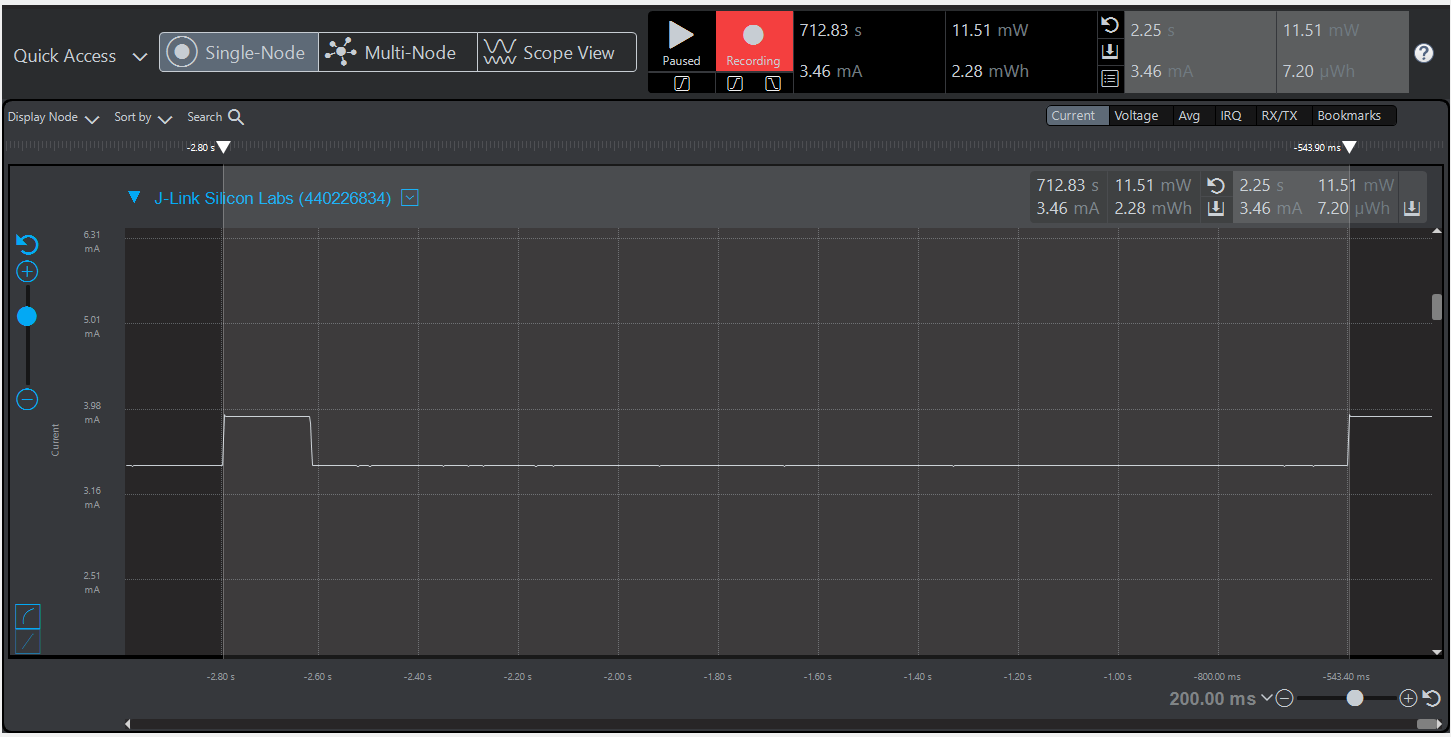 Quick Access
Single-Node
Multi-Node
Scope View
Paused
Recording
712.83 s
11.51 mW
3.46 mA
2.28 mWh
2.25 s
11.51 mW
3.46 mA
7.20 µWh
Display Node
Sort by
Search
Current
Voltage
Avg
IRQ
RX/TX
Bookmarks
-2.80 s
-543.90 ms
J-Link Silicon Labs (440226834)
712.83 s
11.51 mW
2.25 s
11.51 mW
3.46 mA
2.28 mWh
3.46 mA
7.20 µWh
6.31
mA
5.01
mA
3.98
mA
Current
3.16
mA
2.51
mA
-2.80 s
-2.60 s
-2.40 s
-2.20 s
-2.00 s
-1.80 s
-1.60 s
-1.40 s
-1.20 s
-1.00 s
-800.00 ms
-543.40 ms
200.00 ms